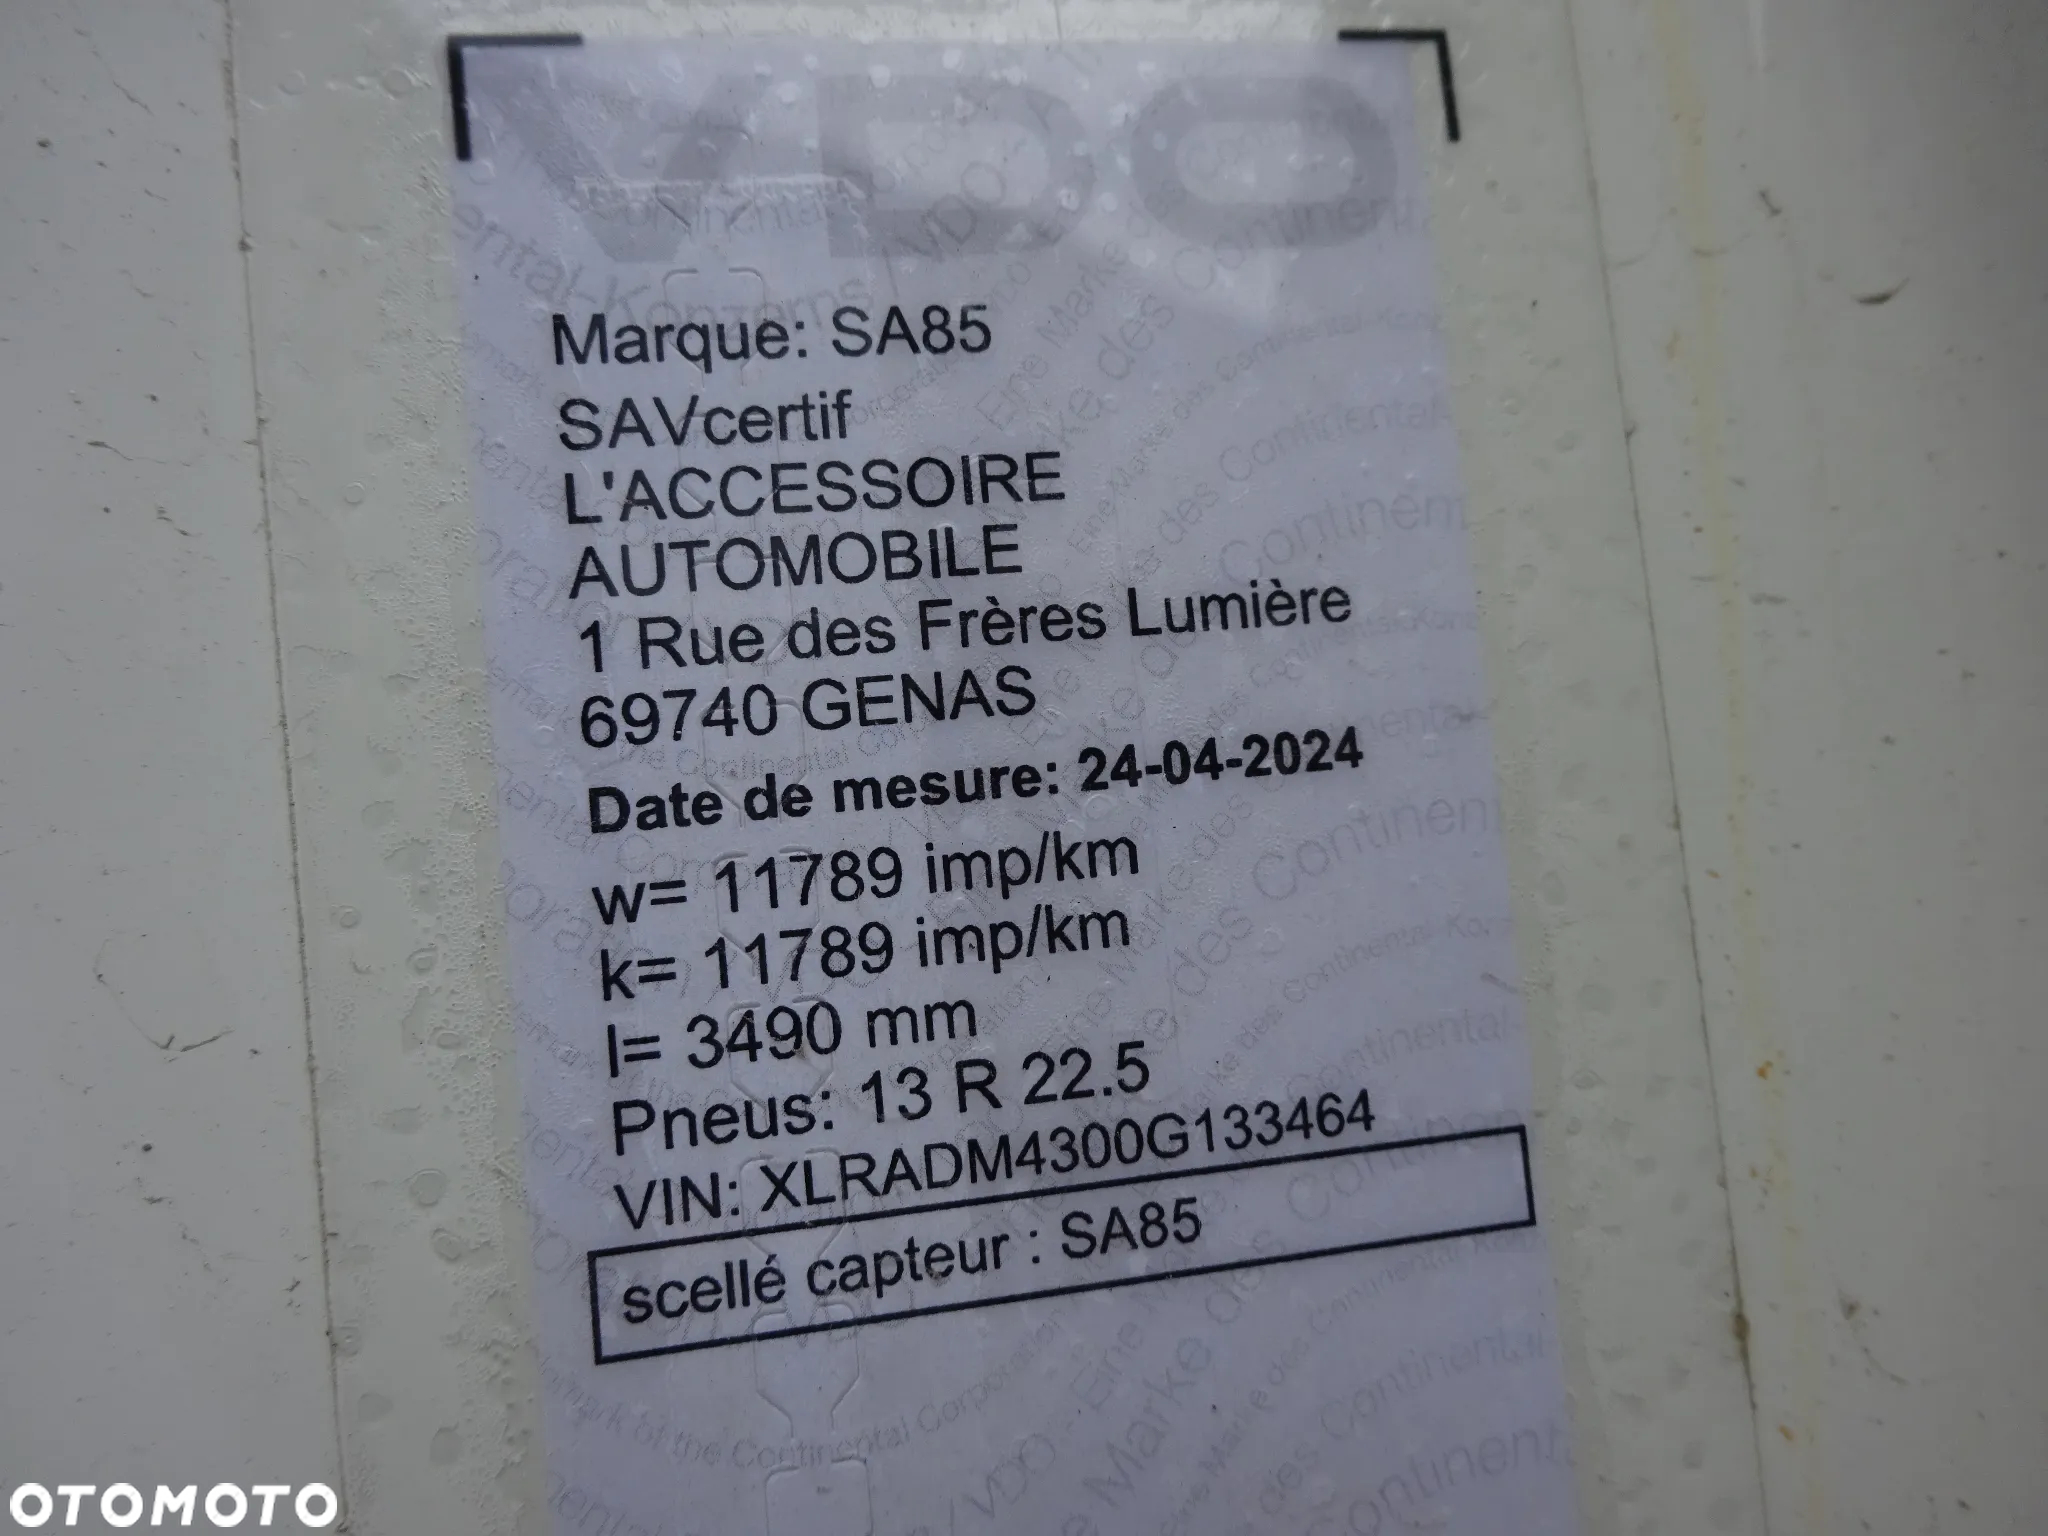 VDO
Marque: SA85
SAVcertif
L'ACCESSOIRE
AUTOMOBILE
1 Rue des Frères Lumière
69740 GENAS
Date de mesure: 24-04-2024
w= 11789 imp/km
k= 11789 imp/km
l= 3490 mm
Pneus: 13 R 22.5
VIN: XLRADM4300G133464
scellé capteur : SA85
OTOMOTO